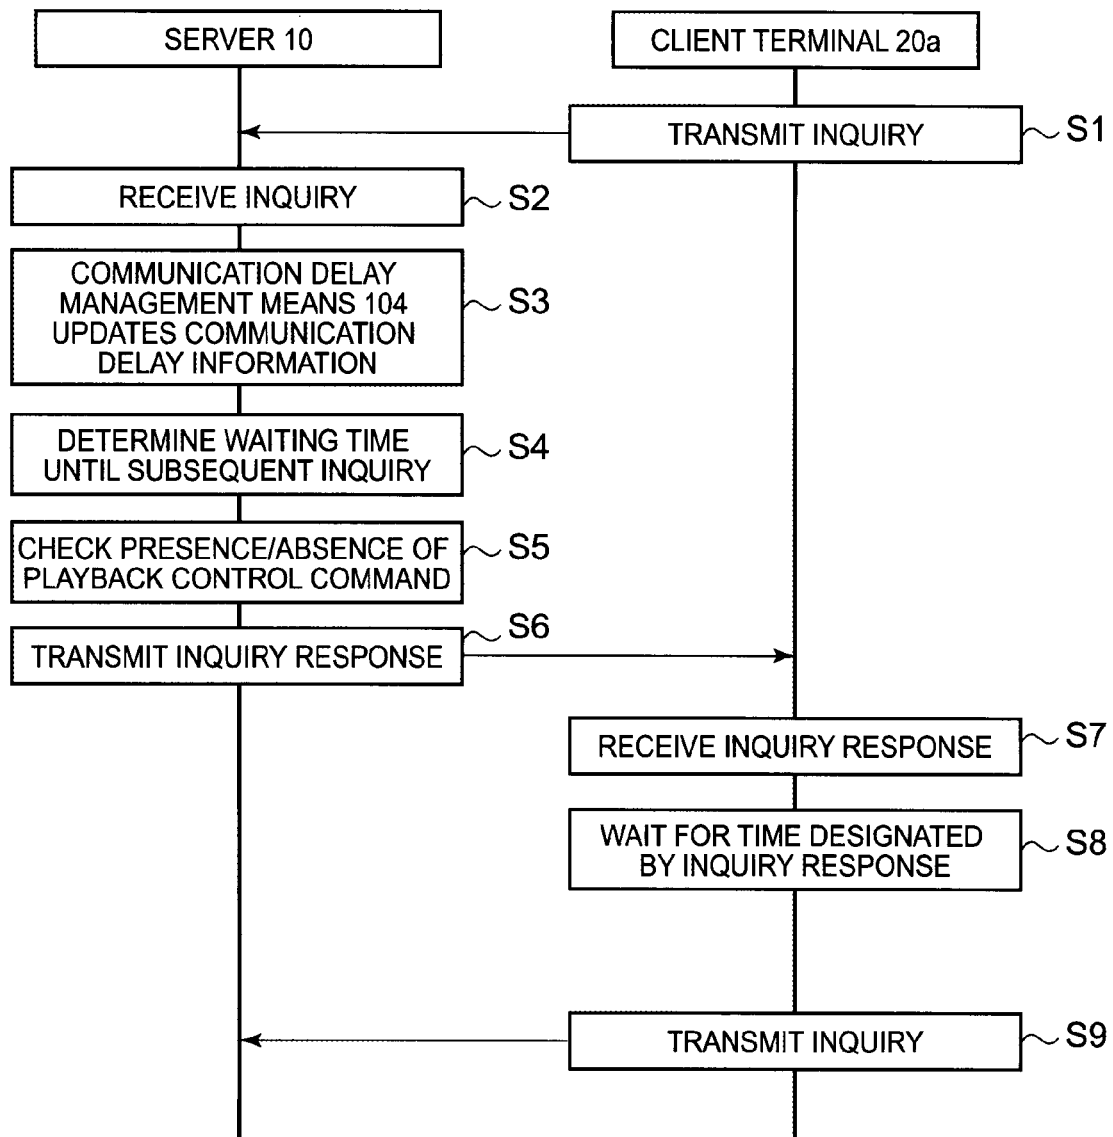 SERVER 10
CLIENT TERMINAL 20a
TRANSMIT INQUIRY
S1
RECEIVE INQUIRY
S2
COMMUNICATION DELAY
MANAGEMENT MEANS 104
UPDATES COMMUNICATION
DELAY INFORMATION
S3
DETERMINE WAITING TIME
UNTIL SUBSEQUENT INQUIRY
S4
CHECK PRESENCE/ABSENCE OF
PLAYBACK CONTROL COMMAND
S5
TRANSMIT INQUIRY RESPONSE
S6
RECEIVE INQUIRY RESPONSE
S7
WAIT FOR TIME DESIGNATED
BY INQUIRY RESPONSE
S8
TRANSMIT INQUIRY
S9